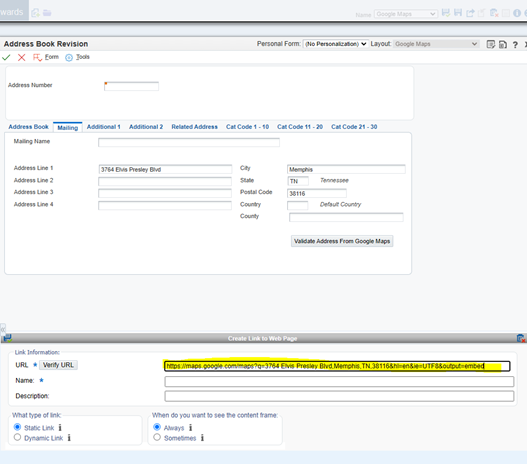 wards
Name Google Maps
Address Book Revision Personal Form: (No Personalization) Layout: Google Maps
Form Tools
Address Number
Address Book Mailing Additional 1 Additional 2 Related Address Cat Code 1 - 10 Cat Code 11 - 20 Cat Code 21 - 30
Mailing Name
Address Line 1 3764 Elvis Presley Blvd City Memphis
Address Line 2 State TN Tennessee
Address Line 3 Postal Code 38116
Address Line 4 Country Default Country
County
Validate Address From Google Maps
Create Link to Web Page
Link Information:
URL * Verify URL https://maps.google.com/maps?q=3764 Elvis Presley Blvd,Memphis,TN,38116&hl=en&ie=UTF8&output=embed
Name: *
Description:
What type of link: When do you want to see the content frame:
Static Link Always
Dynamic Link Sometimes